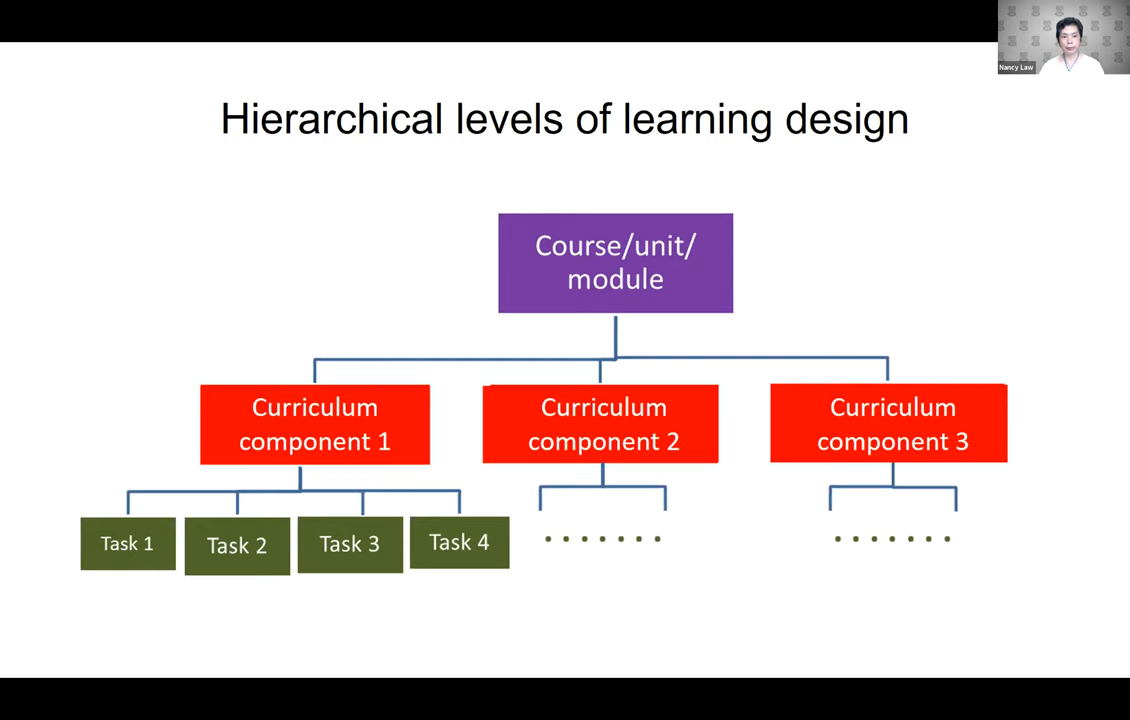 Nancy Law
Hierarchical levels of learning design
Course/unit/
module
Curriculum
component 1
Curriculum
component 2
Curriculum
component 3
Task 1
Task 2
Task 3
Task 4
. . . . . . .
. . . . . . .